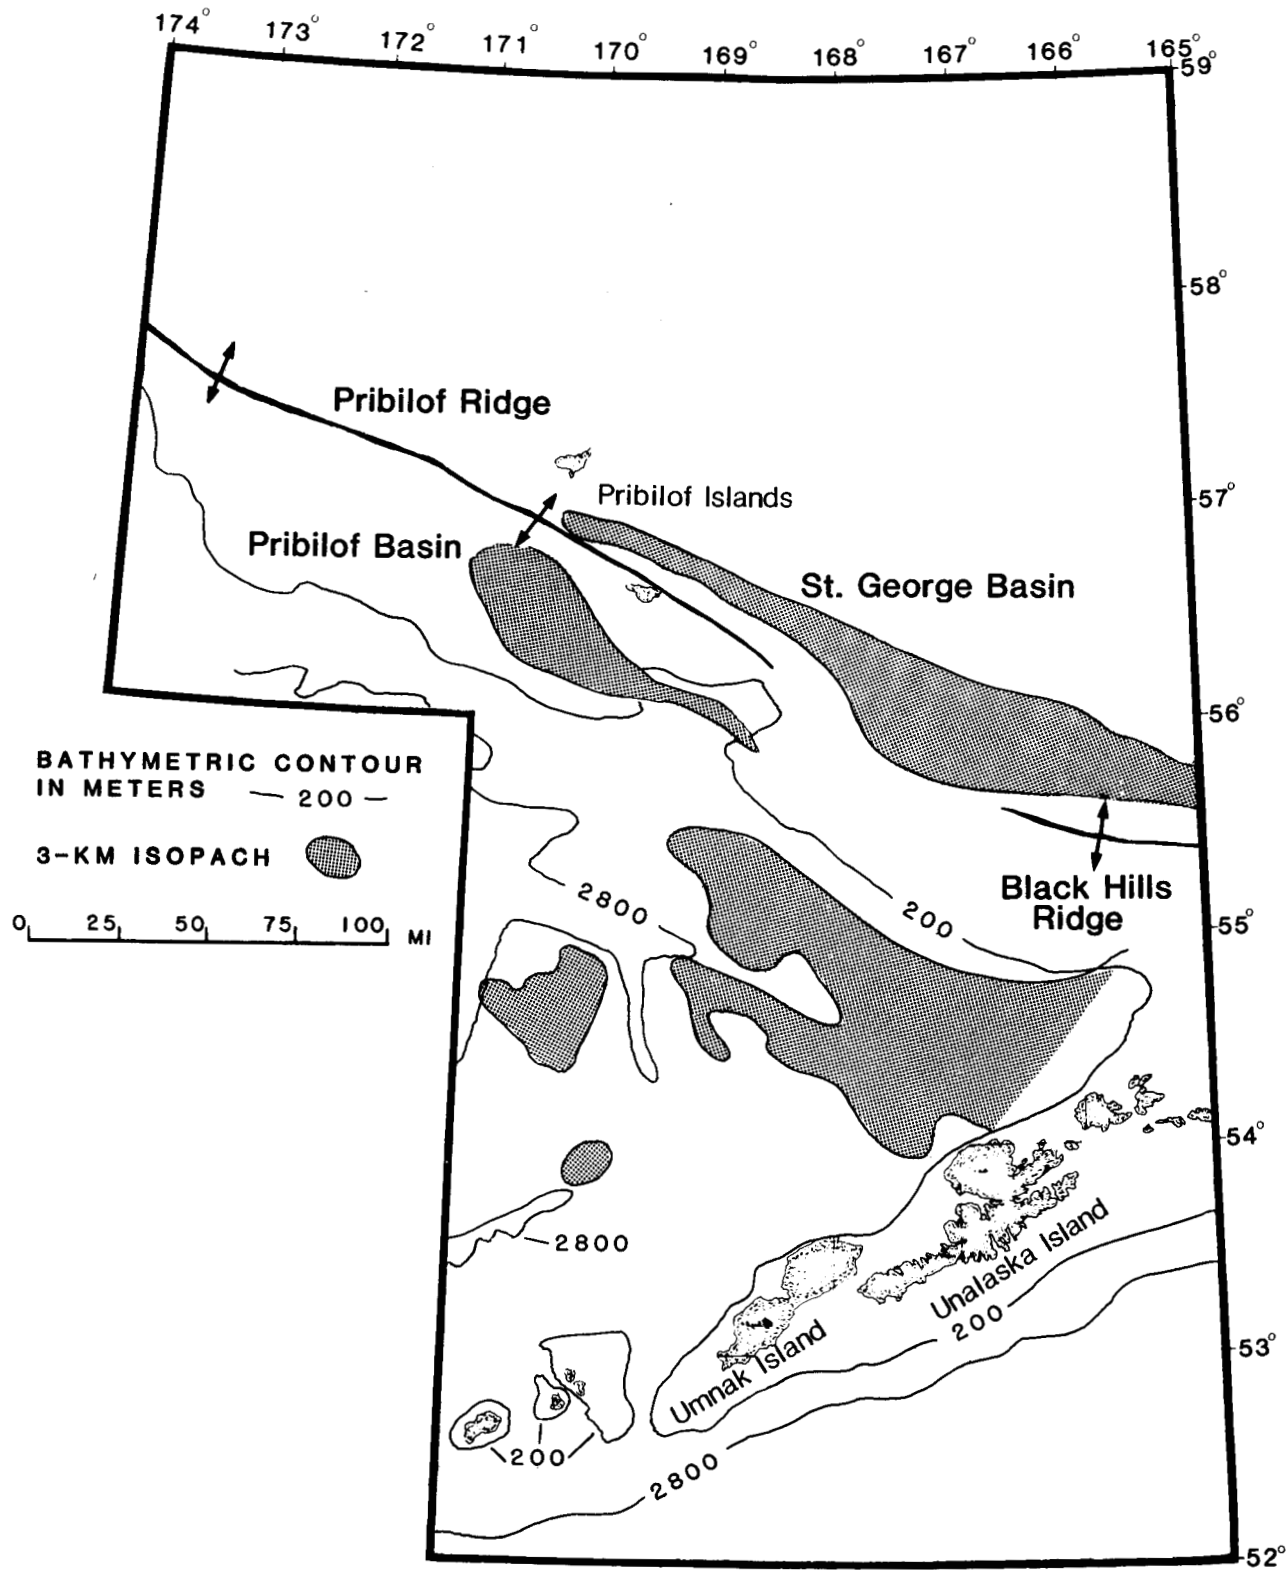 174° 173° 172° 171° 170° 169° 168° 167° 166° 165°
59°
58°
Pribilof Ridge
Pribilof Islands
57°
Pribilof Basin
St. George Basin
56°
BATHYMETRIC CONTOUR
IN METERS — 200 —
3-KM ISOPACH
0 25 50 75 100 MI
Black Hills
Ridge
2800
200
55°
54°
2800
Unalaska Island
200
53°
Umnak Island
200
2800
52°